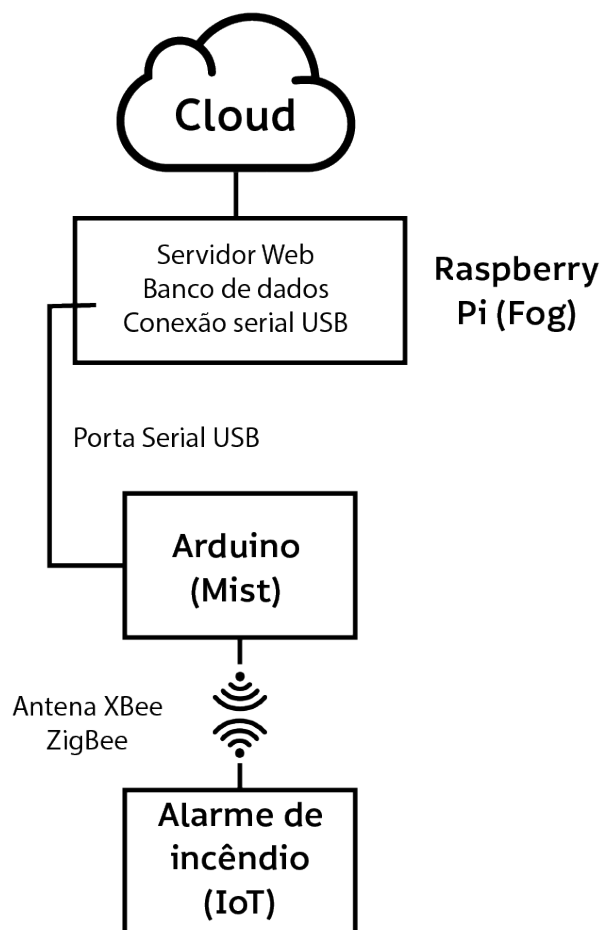 Cloud
Servidor Web
Banco de dados
Conexão serial USB
Raspberry
Pi (Fog)
Porta Serial USB
Arduino
(Mist)
Antena XBee
ZigBee
Alarme de
incêndio
(IoT)